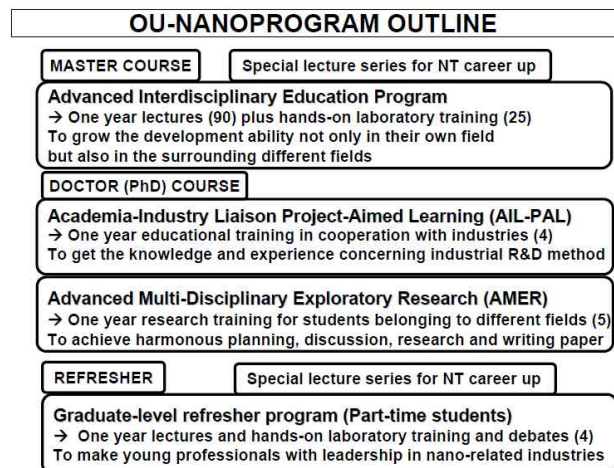 OU-NANOPROGRAM OUTLINE
MASTER COURSE Special lecture series for NT career up
Advanced Interdisciplinary Education Program
→ One year lectures (90) plus hands-on laboratory training (25)
To grow the development ability not only in their own field
but also in the surrounding different fields
DOCTOR (PhD) COURSE
Academia-Industry Liaison Project-Aimed Learning (AIL-PAL)
→ One year educational training in cooperation with industries (4)
To get the knowledge and experience concerning industrial R&D method
Advanced Multi-Disciplinary Exploratory Research (AMER)
→ One year research training for students belonging to different fields (5)
To achieve harmonous planning, discussion, research and writing paper
REFRESHER Special lecture series for NT career up
Graduate-level refresher program (Part-time students)
→ One year lectures and hands-on laboratory training and debates (4)
To make young professionals with leadership in nano-related industries